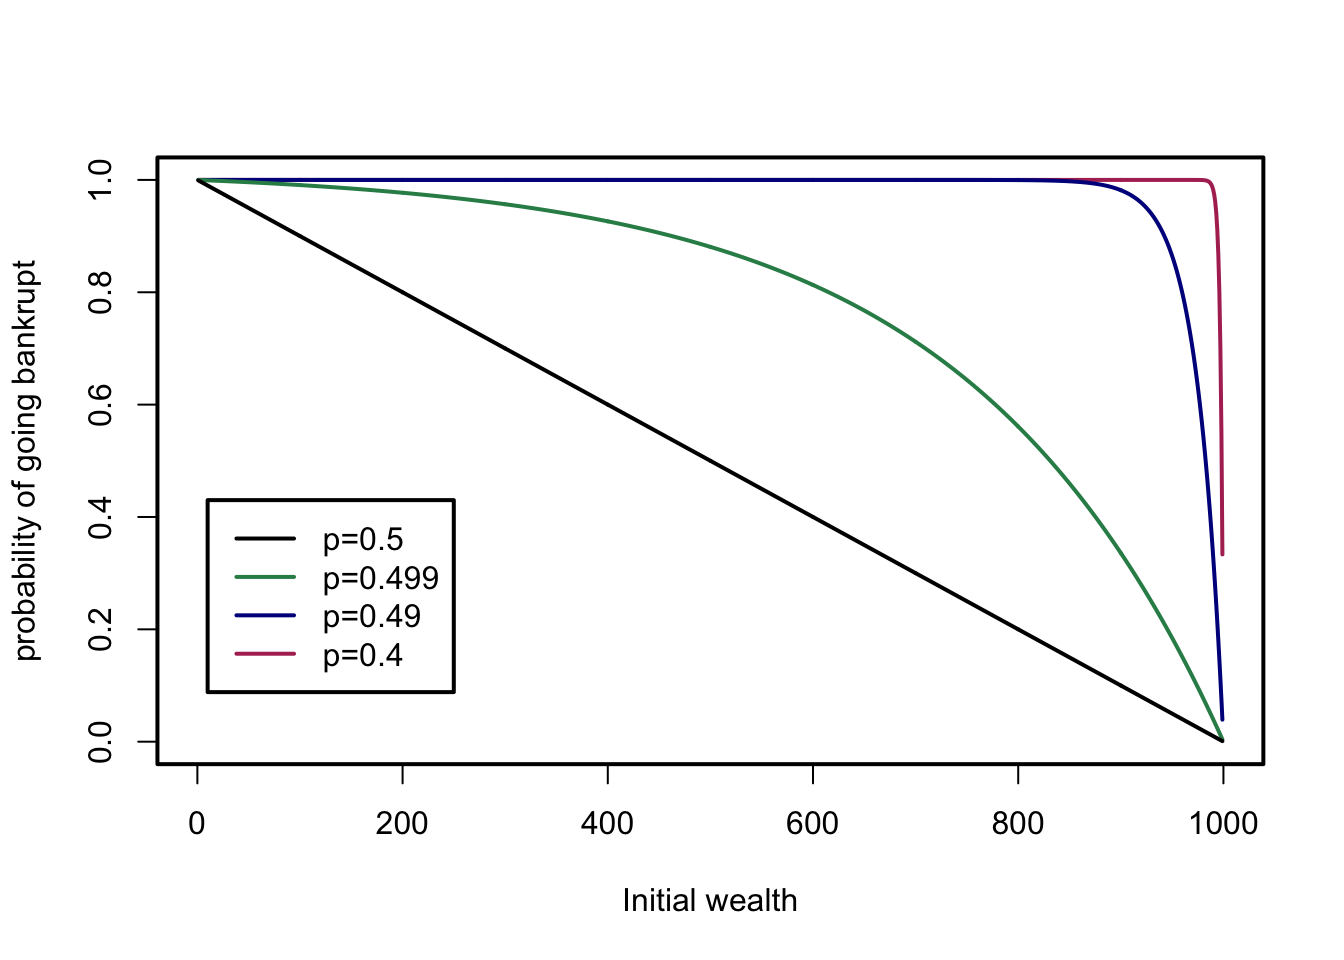 probability of going bankrupt
1.0
0.8
0.6
0.4
0.2
0.0
p=0.5
p=0.499
p=0.49
p=0.4
0 200 400 600 800 1000
Initial wealth